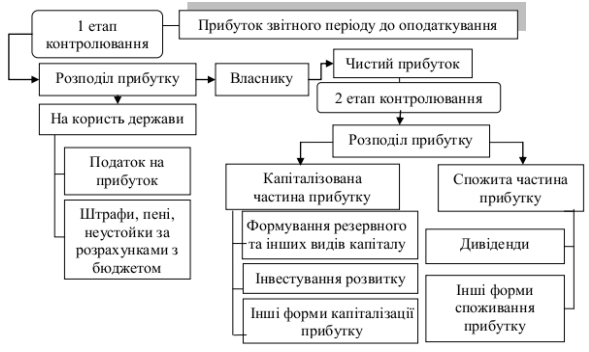 1 етап
контролювання
Прибуток звітного періоду до оподаткування
Розподіл прибутку
Власнику
Чистий прибуток
2 етап контролювання
На користь держави
Розподіл прибутку
Податок на
прибуток
Штрафи, пені,
неустойки за
розрахунками з
бюджетом
Капіталізована
частина прибутку
Спожита частина
прибутку
Формування резервного
та інших видів капіталу
Інвестування розвитку
Інші форми капіталізації
прибутку
Дивіденди
Інші форми
споживання
прибутку